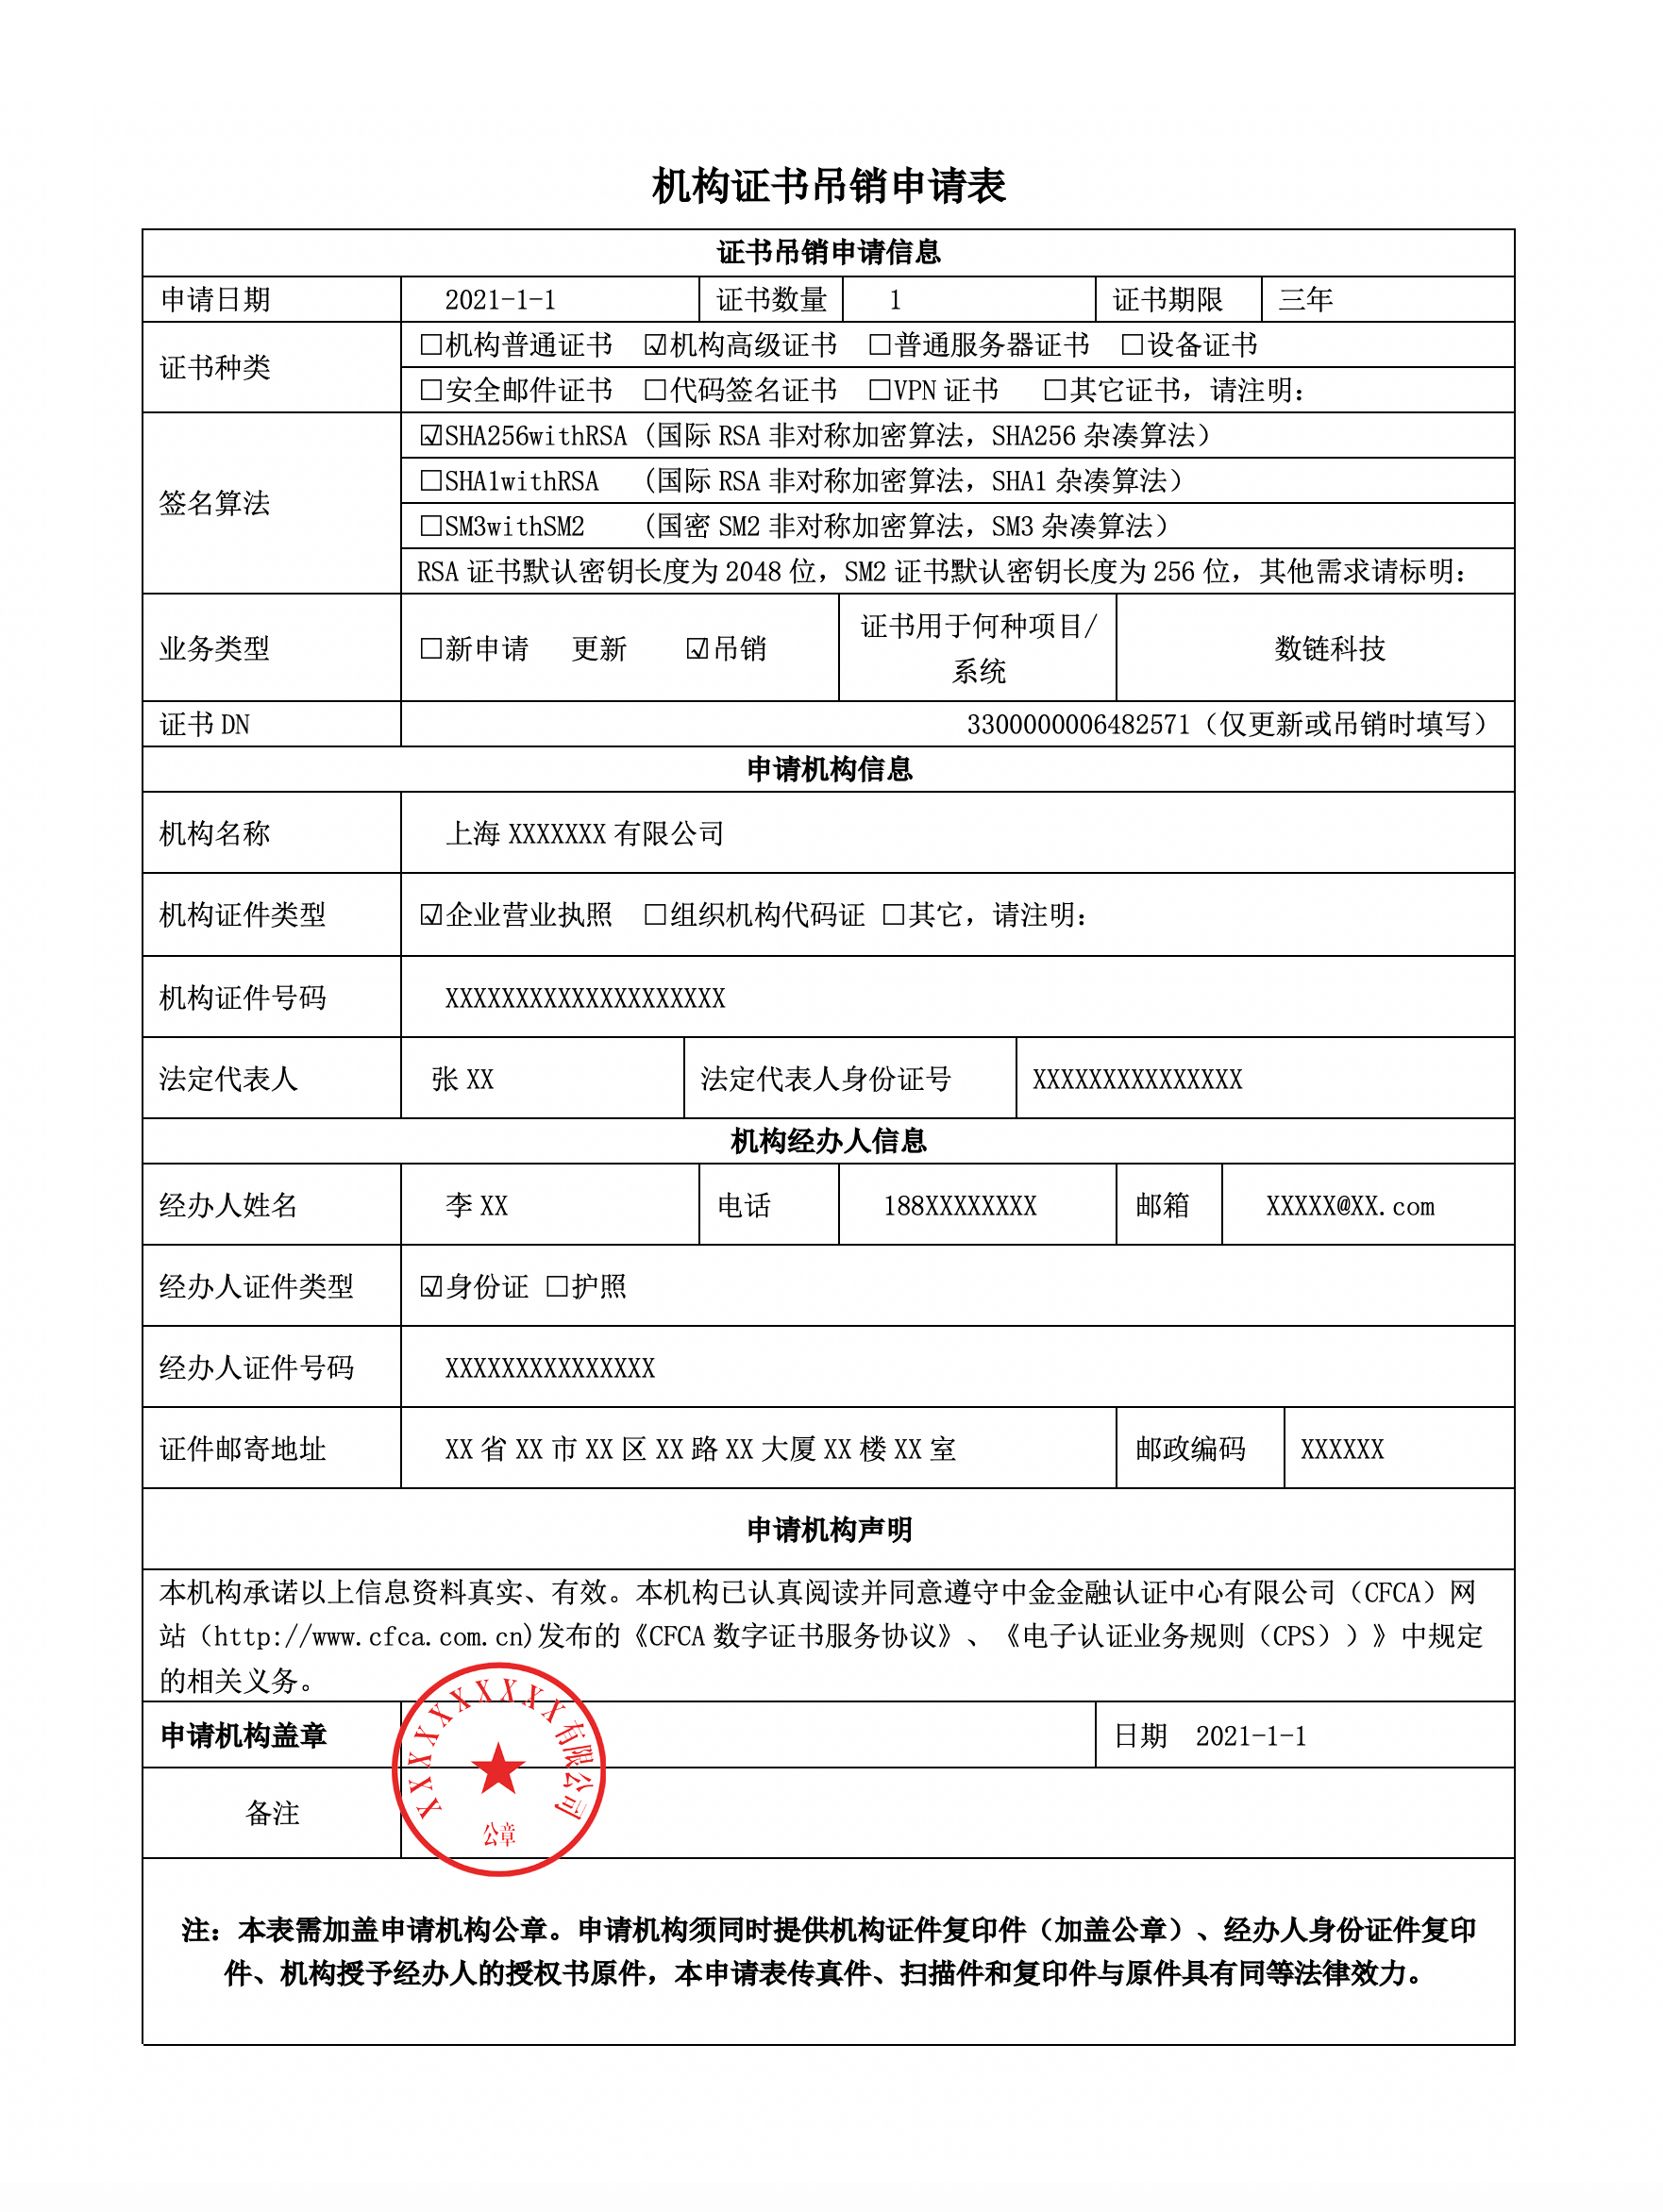 机构证书吊销申请表
证书吊销申请信息
申请日期 2021-1-1 证书数量 1 证书期限 三年
证书种类
☐机构普通证书 ☑机构高级证书 ☐普通服务器证书 ☐设备证书
☐安全邮件证书 ☐代码签名证书 ☐VPN 证书 ☐其它证书，请注明：
签名算法
☑SHA256withRSA（国际 RSA 非对称加密算法，SHA256 杂凑算法）
☐SHA1withRSA （国际 RSA 非对称加密算法，SHA1 杂凑算法）
☐SM3withSM2 （国密 SM2 非对称加密算法，SM3 杂凑算法）
RSA 证书默认密钥长度为 2048 位，SM2 证书默认密钥长度为 256 位，其他需求请标明：
业务类型 ☐新申请 更新 ☑吊销
证书用于何种项目/
系统
数链科技
证书 DN 3300000006482571（仅更新或吊销时填写）
申请机构信息
机构名称 上海 XXXXXXX 有限公司
机构证件类型 ☑企业营业执照 ☐组织机构代码证 ☐其它，请注明：
机构证件号码 XXXXXXXXXXXXXXXXXXXX
法定代表人 张 XX 法定代表人身份证号 XXXXXXXXXXXXXXX
机构经办人信息
经办人姓名 李 XX 电话 188XXXXXXXX 邮箱 XXXXX@XX.com
经办人证件类型 ☑身份证 ☐护照
经办人证件号码 XXXXXXXXXXXXXXX
证件邮寄地址 XX 省 XX 市 XX 区 XX 路 XX 大厦 XX 楼 XX 室 邮政编码 XXXXXX
申请机构声明
本机构承诺以上信息资料真实、有效。本机构已认真阅读并同意遵守中金金融认证中心有限公司（CFCA）网
站（http://www.cfca.com.cn)发布的《CFCA 数字证书服务协议》、《电子认证业务规则（CPS））》中规定
的相关义务。
申请机构盖章 日期 2021-1-1
XXXXXXXXXX有限公司
公章
备注
注：本表需加盖申请机构公章。申请机构须同时提供机构证件复印件（加盖公章）、经办人身份证件复印
件、机构授予经办人的授权书原件，本申请表传真件、扫描件和复印件与原件具有同等法律效力。